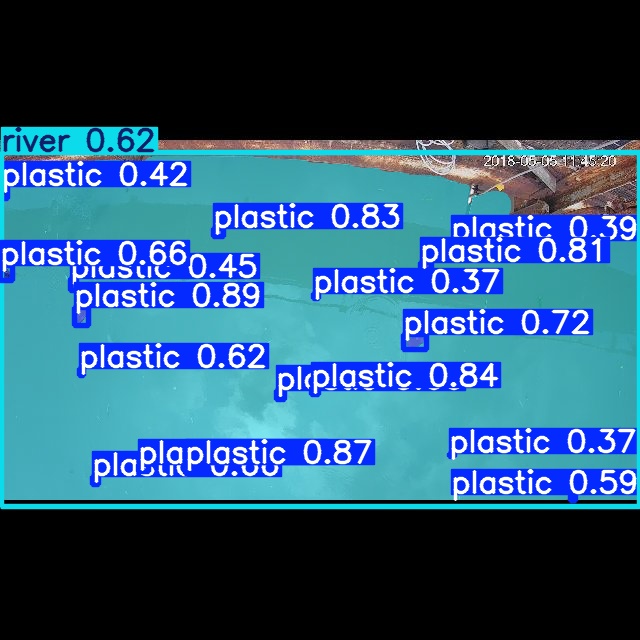 river 0.62
2018-06-05 11:45:20
plastic 0.42
plastic 0.83
plastic 0.39
plastic 0.81
plastic 0.66
plastic 0.45
plastic 0.37
plastic 0.89
plastic 0.72
plastic 0.62
plastic 0.84
plastic 0.37
plastic 0.87
plastic 0.59